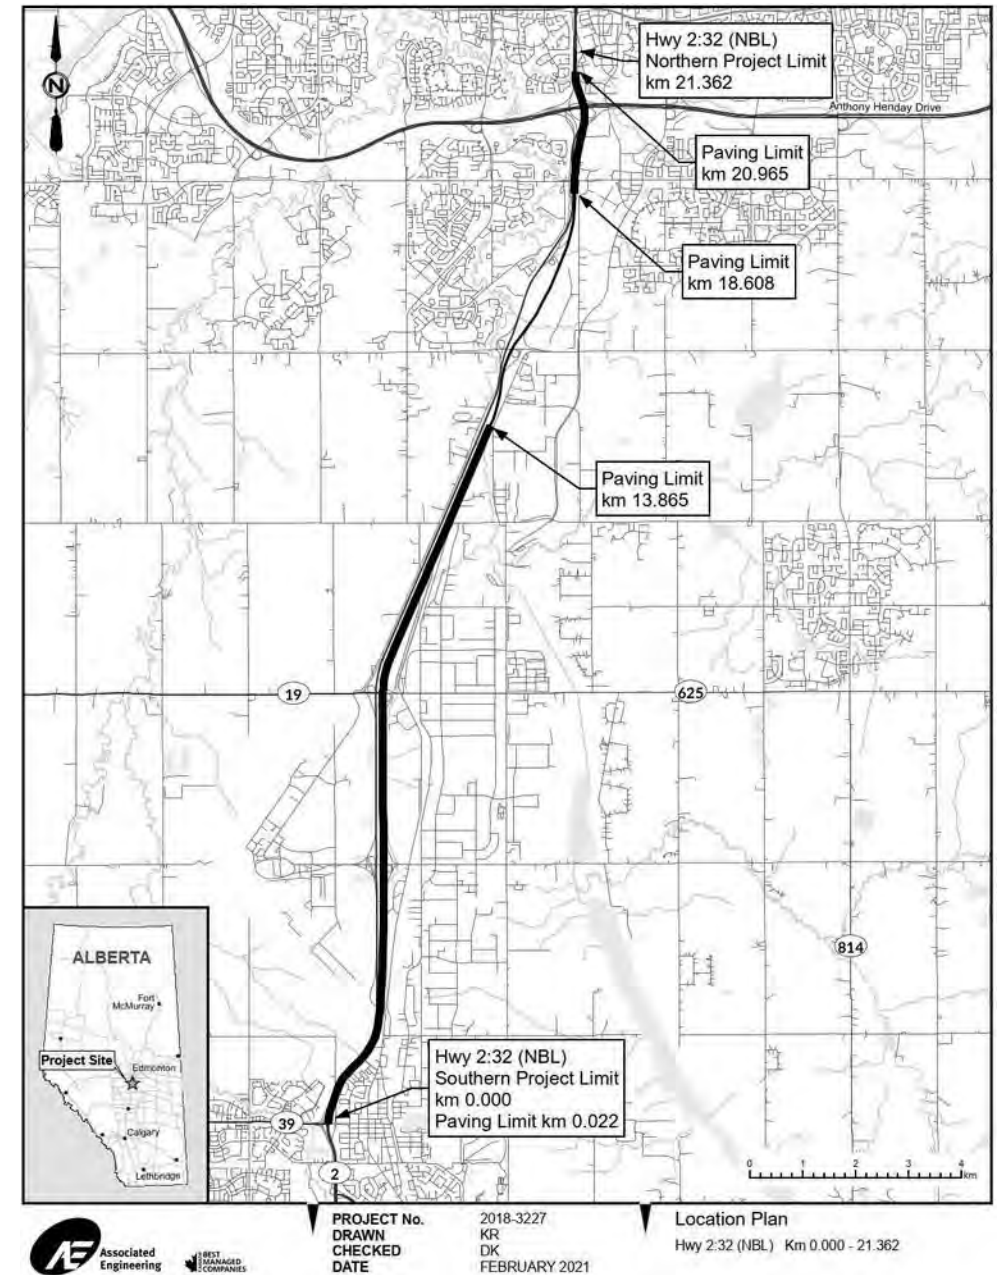 Hwy 2:32 (NBL)
Northern Project Limit
km 21.362
Anthony Henday Drive
Paving Limit
km 20.965
Paving Limit
km 18.608
Paving Limit
km 13.865
19
625
814
ALBERTA
Fort
McMurray
Project Site
Edmonton
Calgary
Lethbridge
Hwy 2:32 (NBL)
Southern Project Limit
km 0.000
Paving Limit km 0.022
39
2
0 1 2 3 4
km
N
Associated
Engineering
BEST
MANAGED
COMPANIES
PROJECT No. 2018-3227
DRAWN KR
CHECKED DK
DATE FEBRUARY 2021
Location Plan
Hwy 2:32 (NBL) Km 0.000 - 21.362